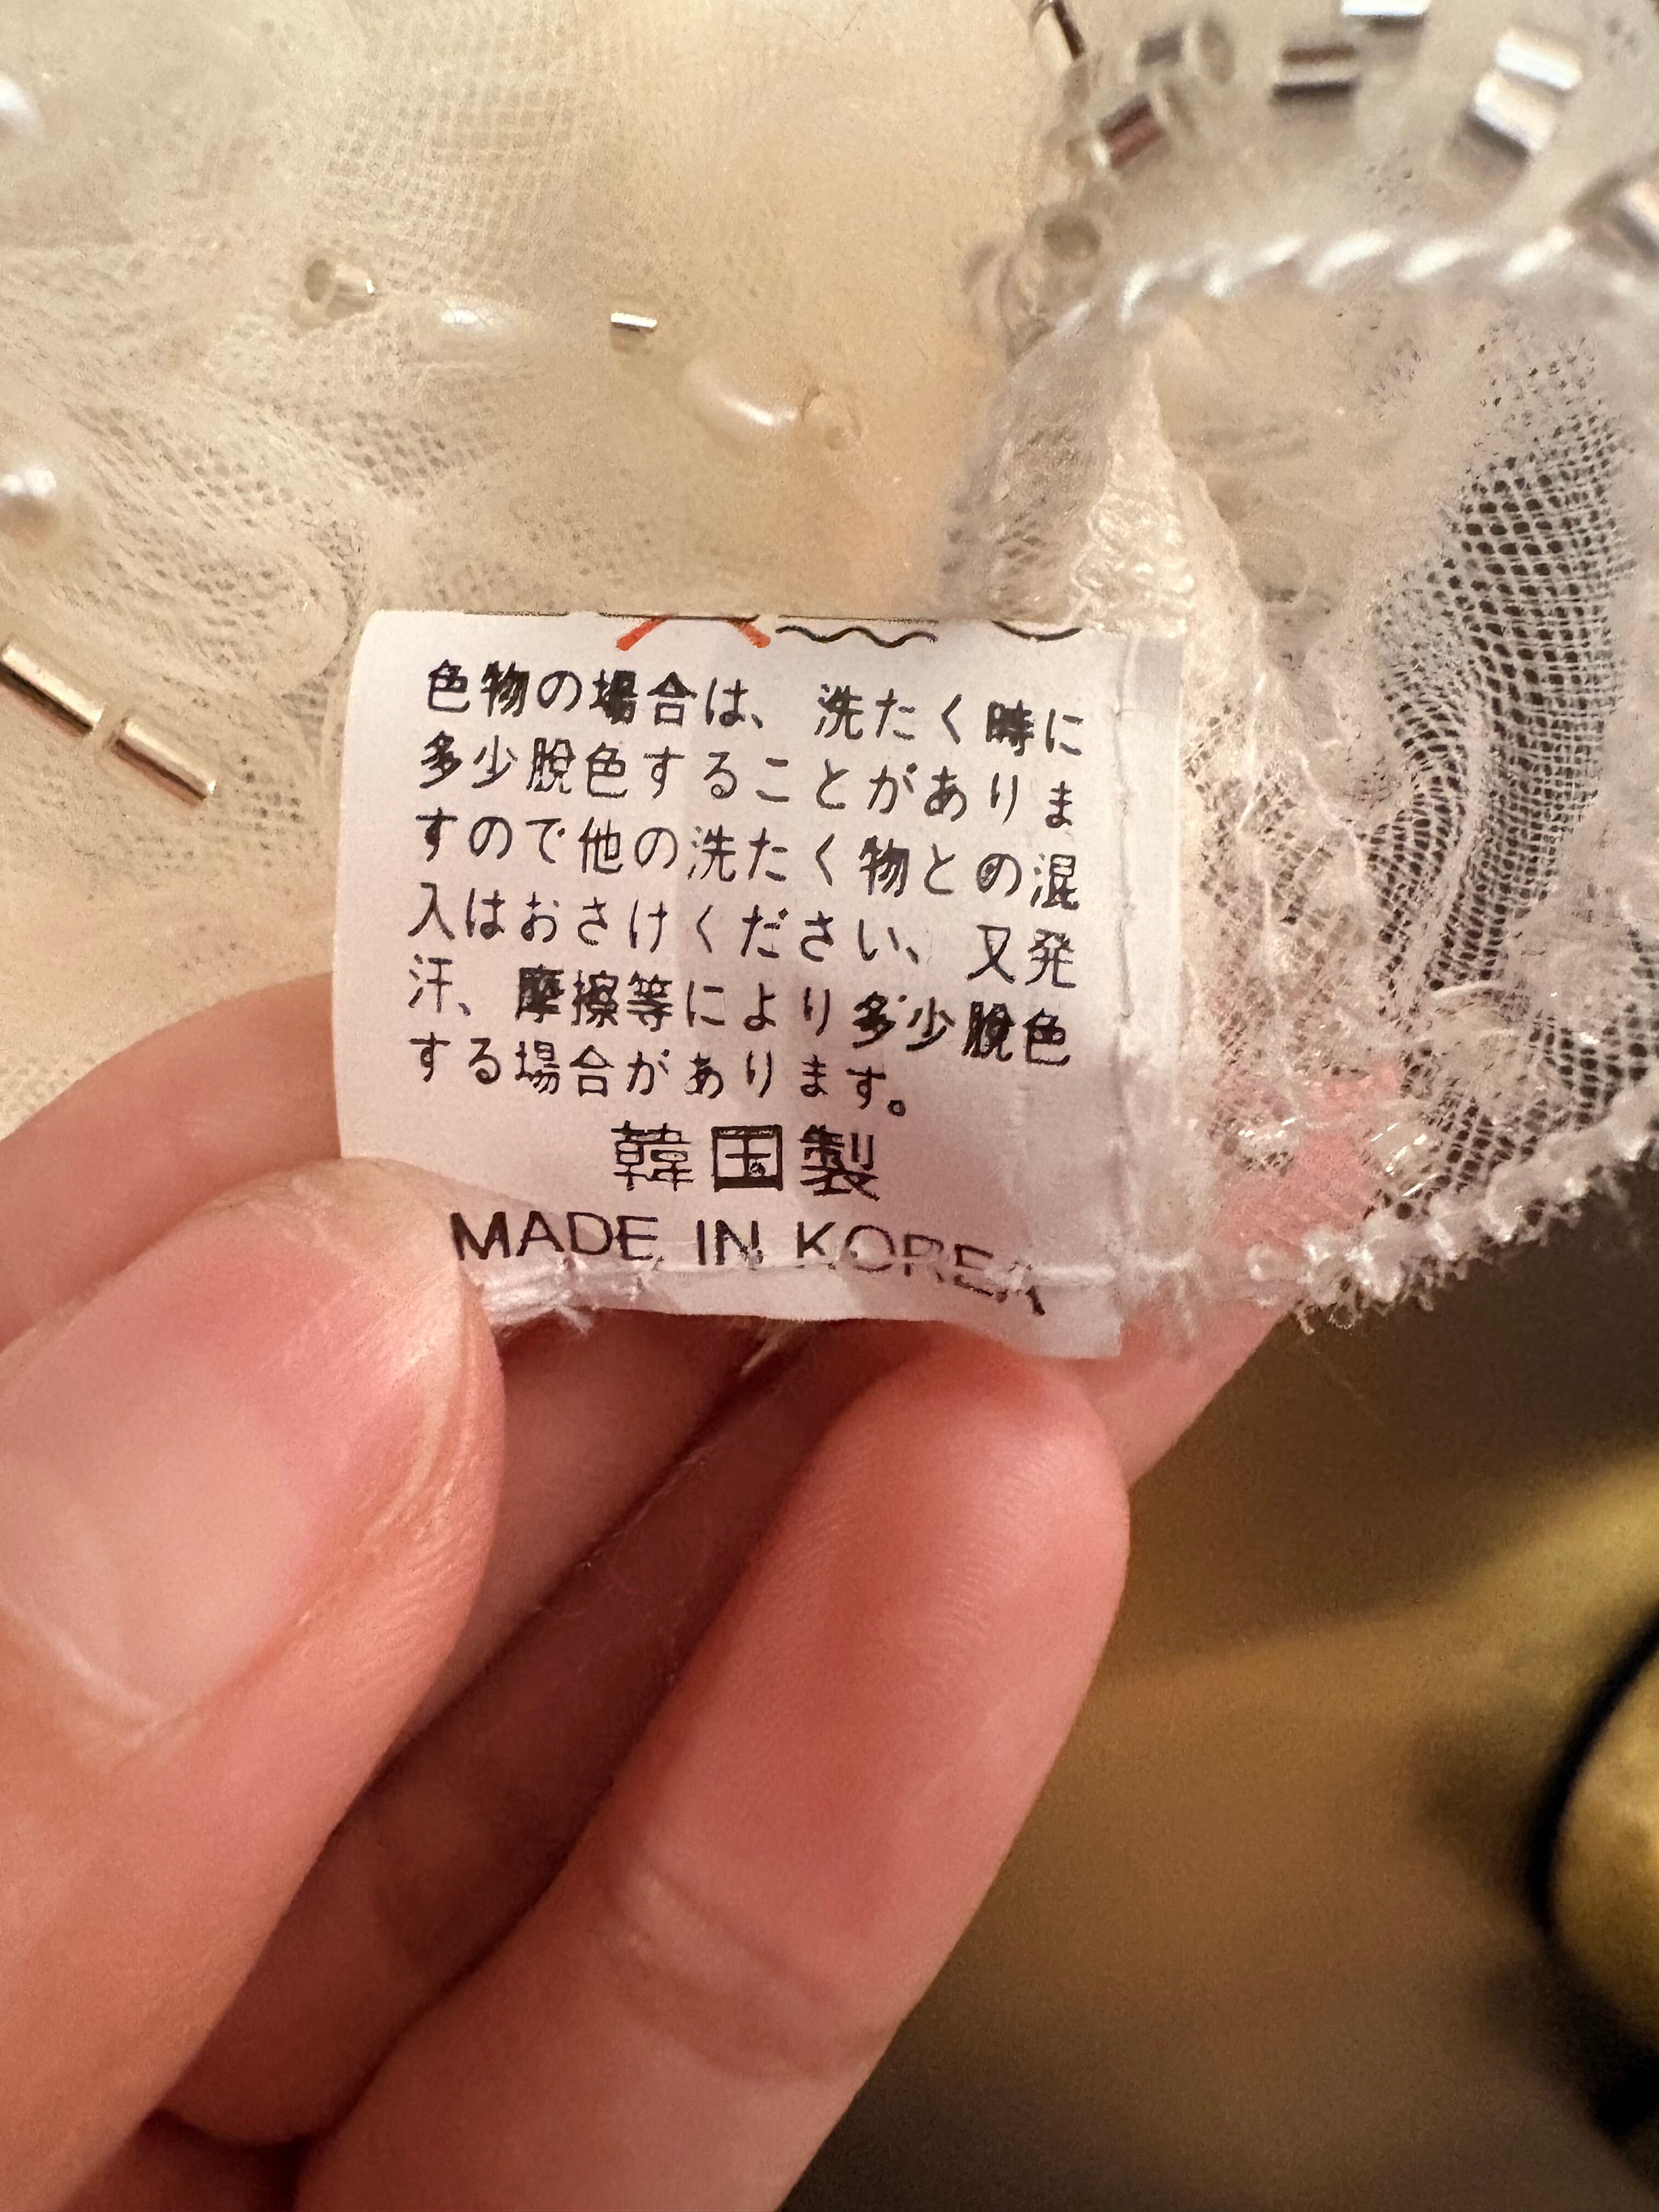 色物の場合は、洗たく時に
多少脱色することがありま
すので他の洗たく物との混
入はおさけください、又発
汗、摩擦等により多少脱色
する場合があります。
韓国製
MADE IN KOREA